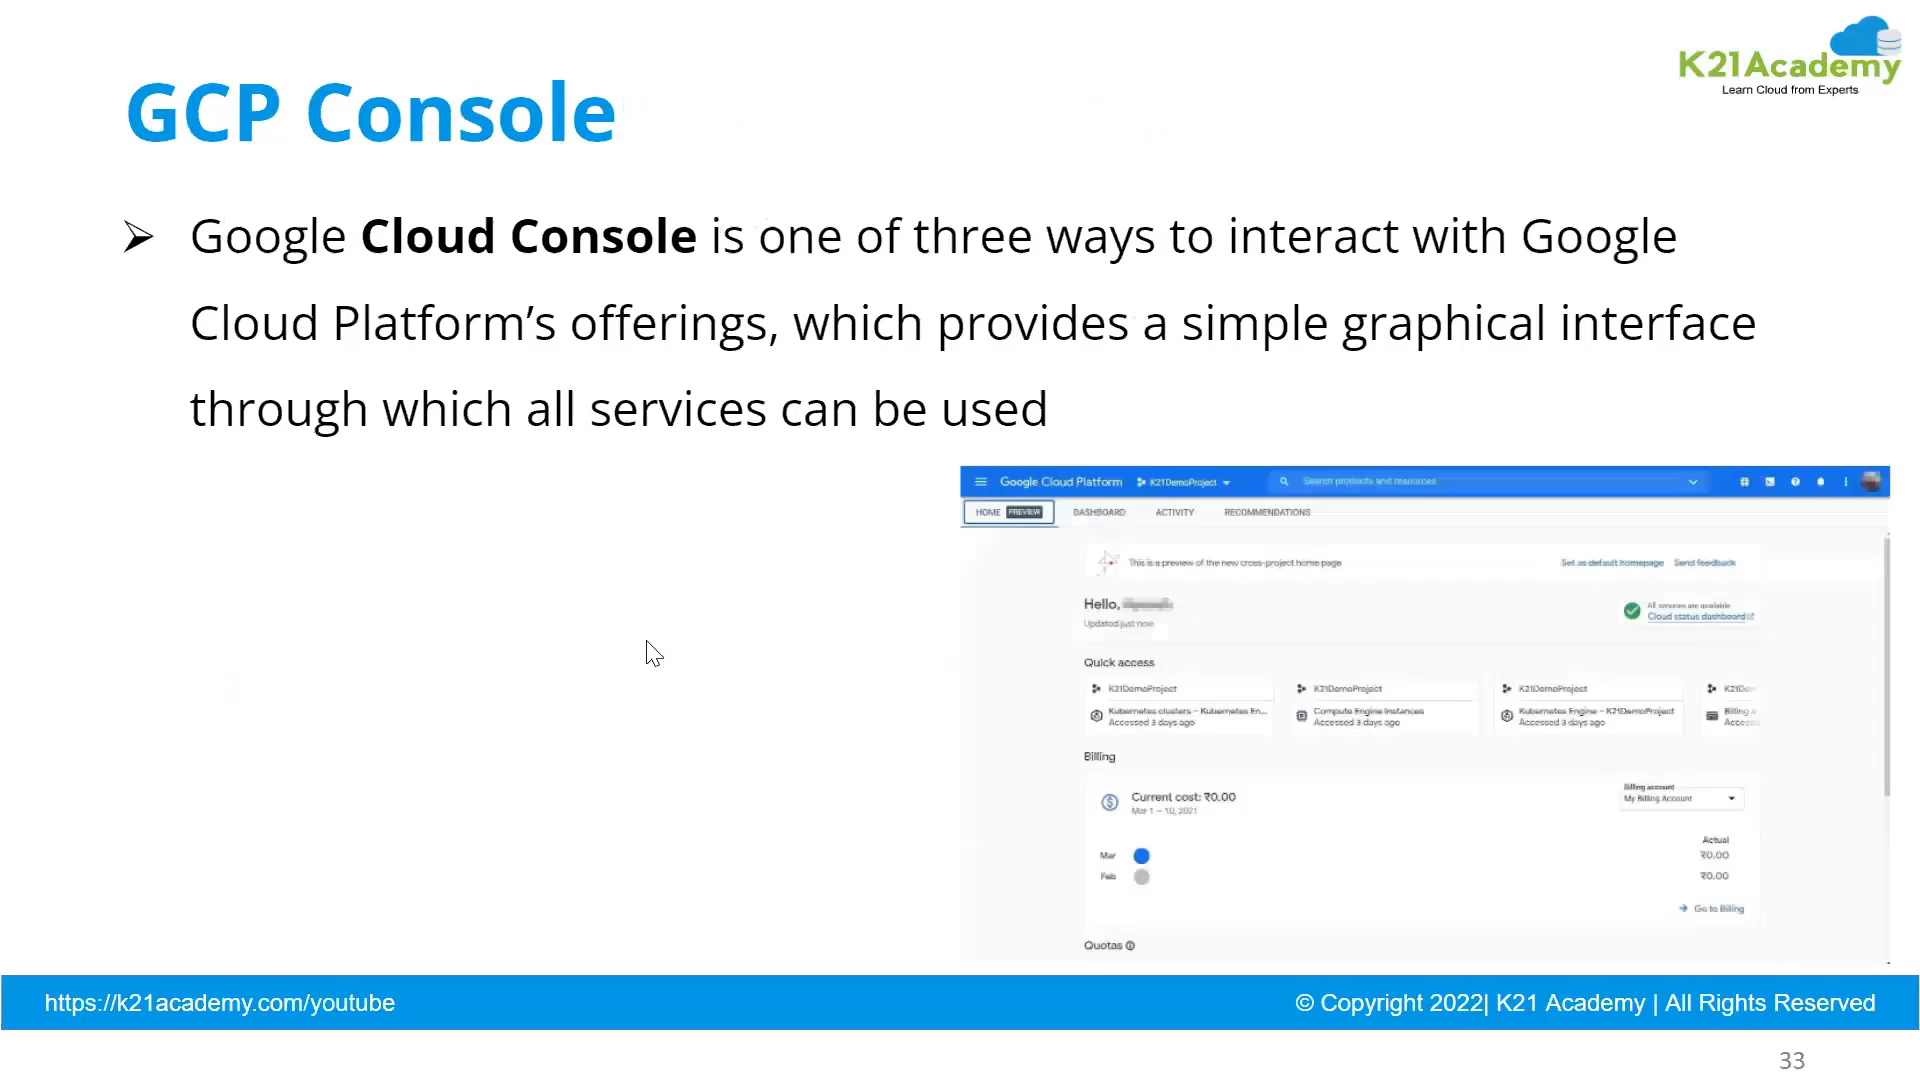 K21Academy
Learn Cloud from Experts
GCP Console
➢ Google Cloud Console is one of three ways to interact with Google
Cloud Platform’s offerings, which provides a simple graphical interface
through which all services can be used
Google Cloud Platform K21DemoProject Search products and resources
HOME PREVIEW DASHBOARD ACTIVITY RECOMMENDATIONS
This is a preview of the new cross-project home page Set as default homepage Send feedback
Hello,
Updated just now
All services are available
Cloud status dashboard
Quick access
K21DemoProject K21DemoProject K21DemoProject K21Dem
Kubernetes clusters – Kubernetes En... Compute Engine Instances Kubernetes Engine – K21DemoProject Billing
Accessed 3 days ago Accessed 3 days ago Accessed 3 days ago Acces
Billing
Current cost: ₹0.00
Mar 1 – 10, 2021
Billing account
My Billing Account
Actual
Mar ₹0.00
Feb ₹0.00
Go to Billing
Quotas
https://k21academy.com/youtube © Copyright 2022| K21 Academy | All Rights Reserved
33